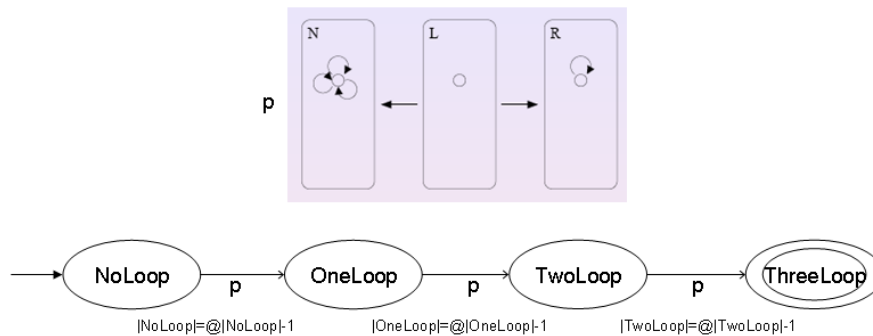 N L R
p
NoLoop OneLoop TwoLoop ThreeLoop
p p p
|NoLoop|=@|NoLoop|-1 |OneLoop|=@|OneLoop|-1 |TwoLoop|=@|TwoLoop|-1